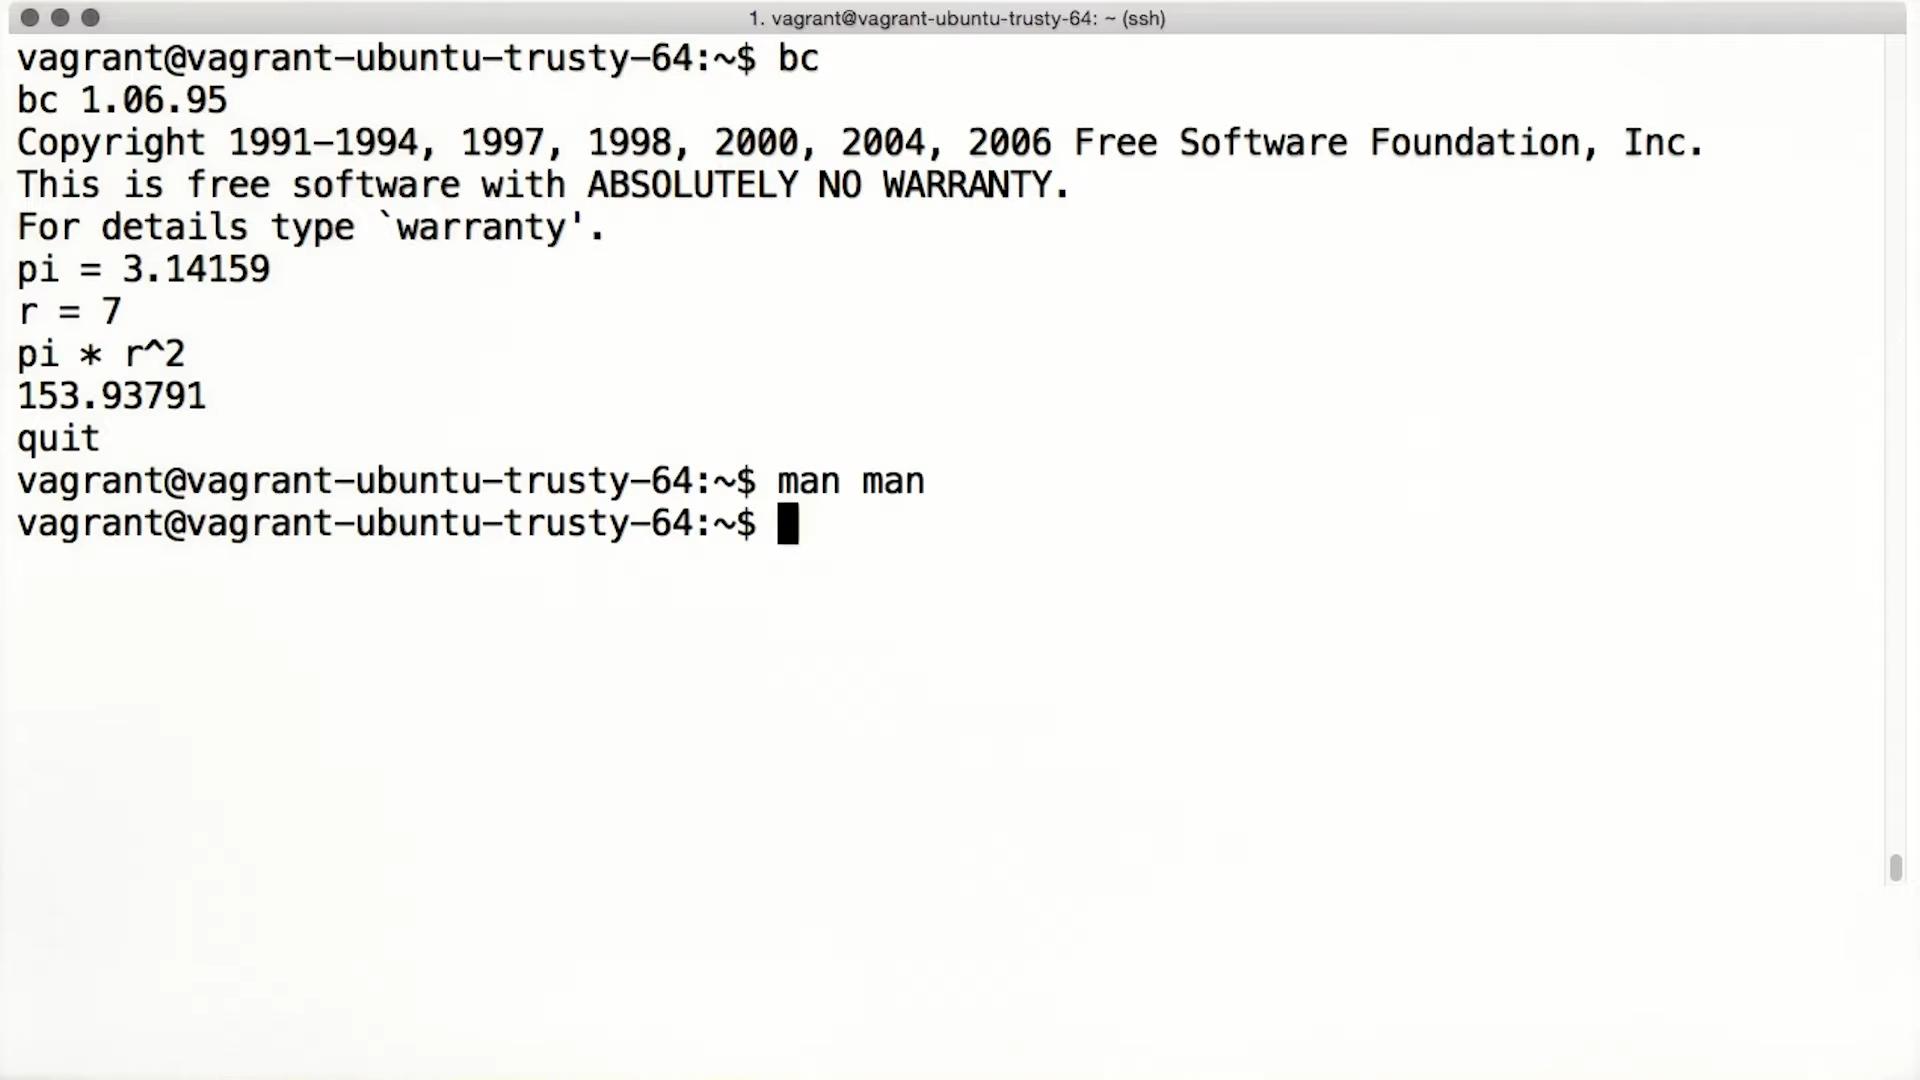 1. vagrant@vagrant-ubuntu-trusty-64: ~ (ssh)
vagrant@vagrant-ubuntu-trusty-64:~$ bc
bc 1.06.95
Copyright 1991-1994, 1997, 1998, 2000, 2004, 2006 Free Software Foundation, Inc.
This is free software with ABSOLUTELY NO WARRANTY.
For details type `warranty'.
pi = 3.14159
r = 7
pi * r^2
153.93791
quit
vagrant@vagrant-ubuntu-trusty-64:~$ man man
vagrant@vagrant-ubuntu-trusty-64:~$